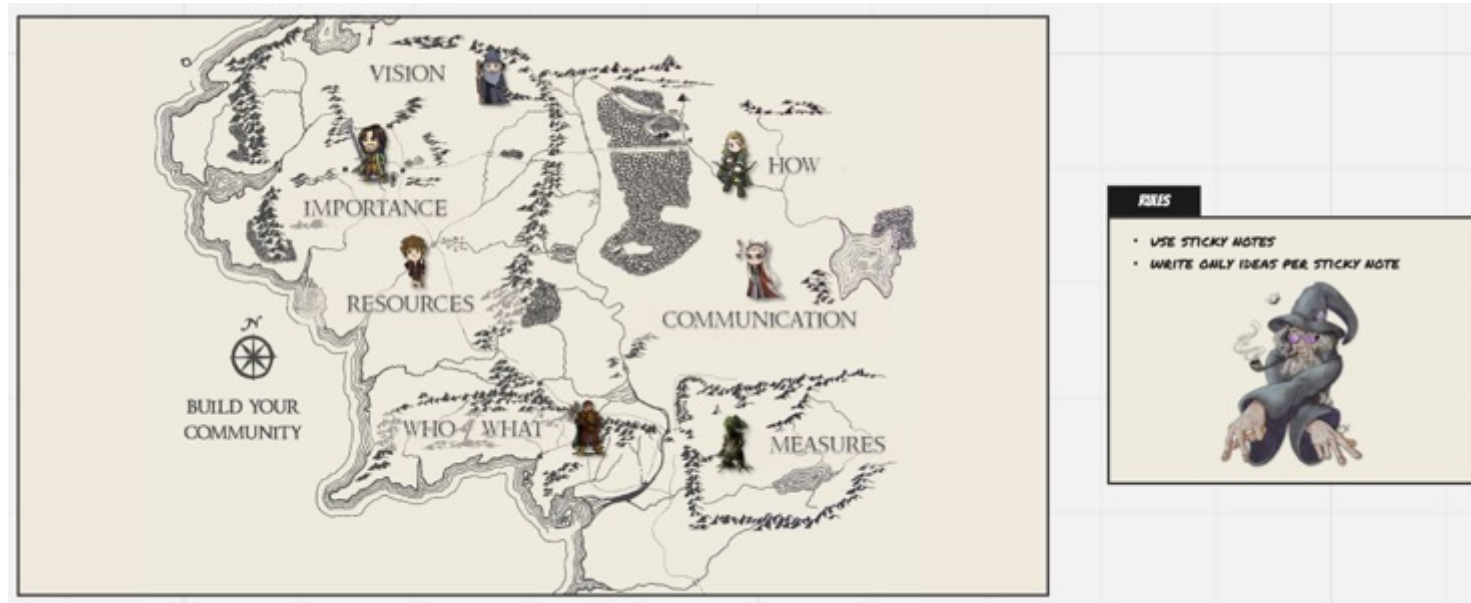 VISION
HOW
IMPORTANCE
RESOURCES
COMMUNICATION
N
BUILD YOUR
COMMUNITY
WHO / WHAT
MEASURES
RULES
• USE STICKY NOTES
• WRITE ONLY IDEAS PER STICKY NOTE